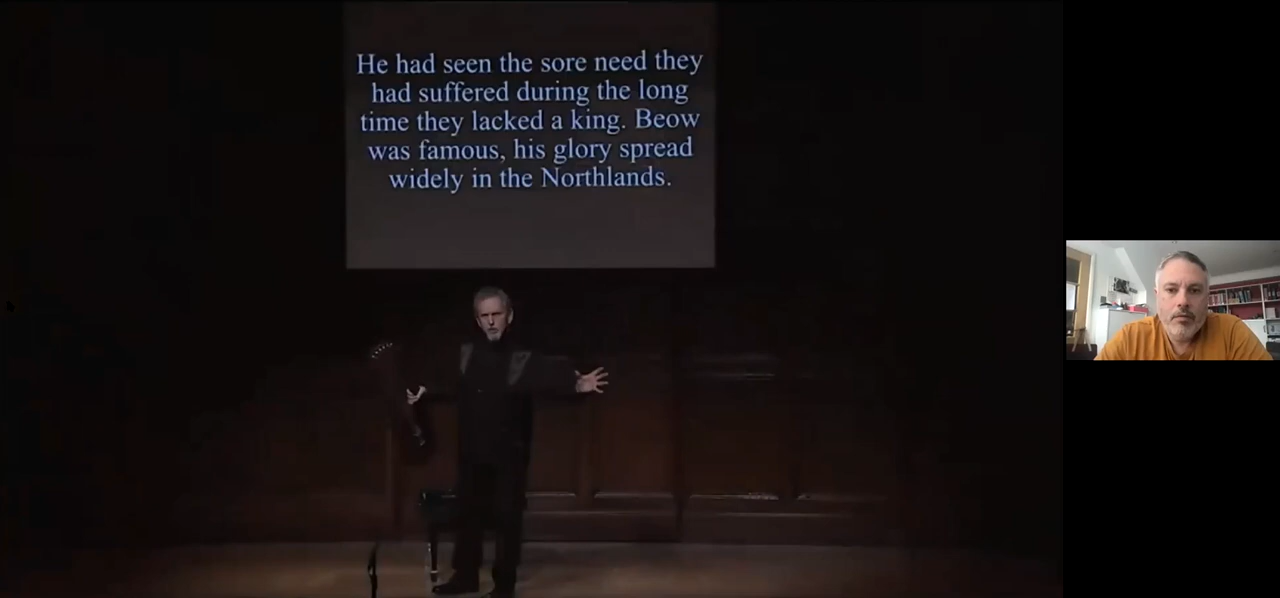 He had seen the sore need they
had suffered during the long
time they lacked a king. Beow
was famous, his glory spread
widely in the Northlands.